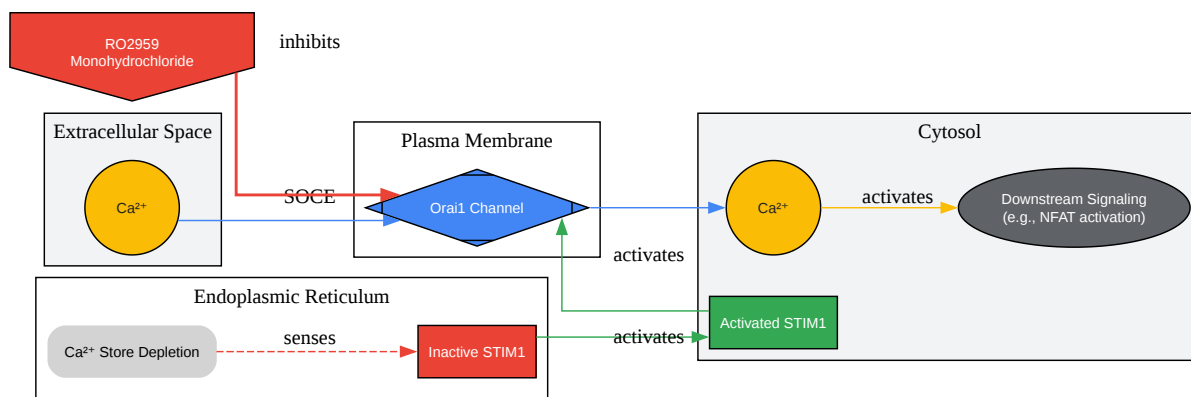 RO2959
Monohydrochloride
inhibits
Extracellular Space
Ca²⁺
SOCE
Plasma Membrane
Orai1 Channel
Cytosol
Ca²⁺
activates
Downstream Signaling
(e.g., NFAT activation)
activates
Endoplasmic Reticulum
Ca²⁺ Store Depletion
senses
Inactive STIM1
activates
Activated STIM1